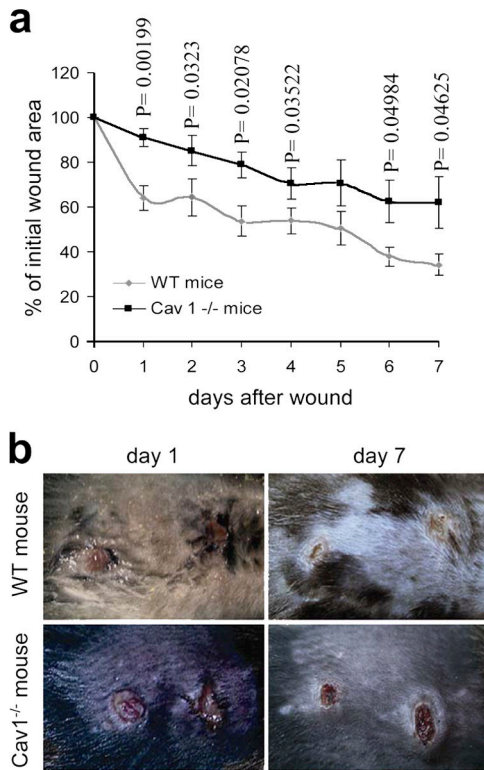 a
P= 0.00199
P= 0.0323
P= 0.02078
P= 0.03522
P= 0.04984
P= 0.04625
120
100
80
60
40
20
0
% of initial wound area
WT mice
Cav 1 -/- mice
0 1 2 3 4 5 6 7
days after wound
b
day 1 day 7
WT mouse
Cav1-/- mouse